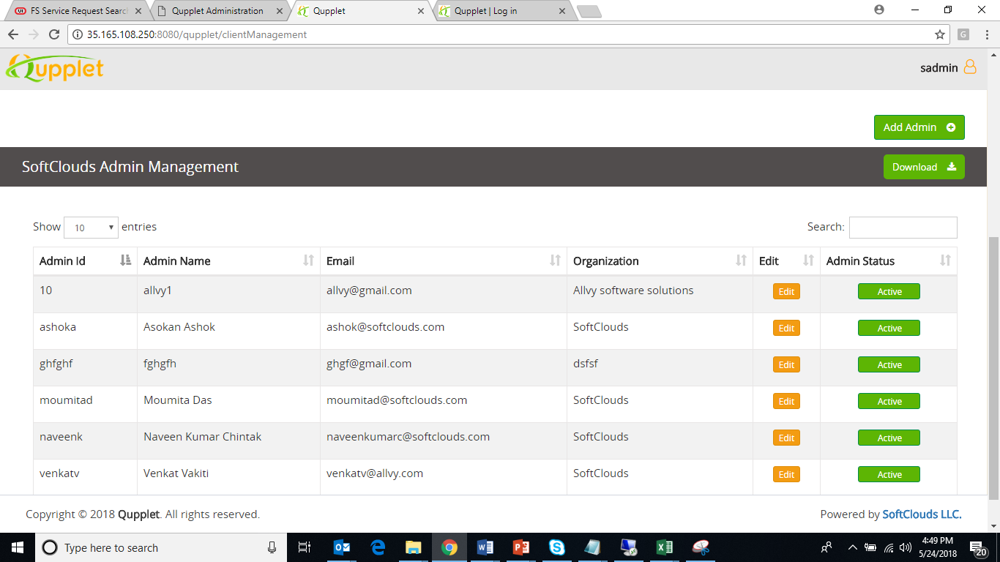 FS Service Request Searc
Qupplet Administration
Qupplet
Qupplet | Log in
35.165.108.250:8080/qupplet/clientManagement
G
Qupplet
sadmin
Add Admin
SoftClouds Admin Management
Download
Show 10 entries
Search:
Admin Id Admin Name Email Organization Edit Admin Status
10 allvy1 allvy@gmail.com Allvy software solutions Edit Active
ashoka Asokan Ashok ashok@softclouds.com SoftClouds Edit Active
ghfghf fghgfh ghgf@gmail.com dsfsf Edit Active
moumitad Moumita Das moumitad@softclouds.com SoftClouds Edit Active
naveenk Naveen Kumar Chintak naveenkumarc@softclouds.com SoftClouds Edit Active
venkatv Venkat Vakiti venkatv@allvy.com SoftClouds Edit Active
Copyright © 2018 Qupplet. All rights reserved.
Powered by SoftClouds LLC.
Type here to search
4:49 PM
5/24/2018
20